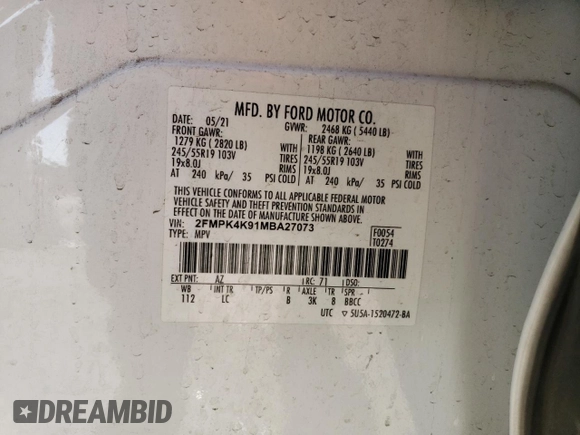 MFD. BY FORD MOTOR CO.
DATE: 05/21 GVWR: 2468 KG ( 5440 LB)
FRONT GAWR: REAR GAWR:
1279 KG ( 2820 LB) 1198 KG ( 2640 LB)
245/55R19 103V TIRES 245/55R19 103V TIRES
19x8.0J RIMS 19x8.0J RIMS
AT 240 kPa/ 35 PSI COLD AT 240 kPa/ 35 PSI COLD
THIS VEHICLE CONFORMS TO ALL APPLICABLE FEDERAL MOTOR
VEHICLE SAFETY AND THEFT PREVENTION STANDARDS IN
EFFECT ON THE DATE OF MANUFACTURE SHOWN ABOVE.
VIN: 2FMPK4K91MBA27073 F0054
TYPE: MPV T0274
EXT PNT: AZ RC: 71 DSO:
WB INT TR TP/PS R AXLE TR SPR
112 LC B 3K 8 BBCC
UTC ▽ 5U5A-1520472-BA
DREAMBID